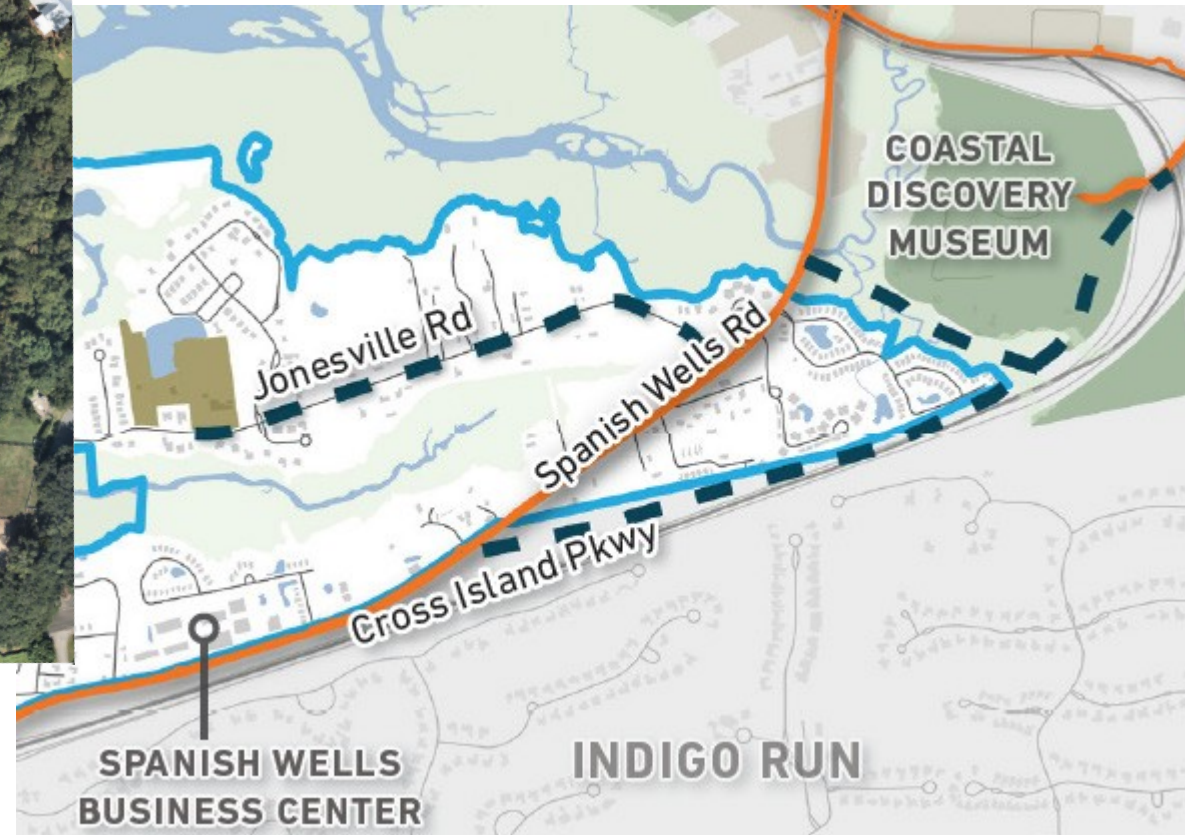 COASTAL
DISCOVERY
MUSEUM
Jonesville Rd
Spanish Wells Rd
Cross Island Pkwy
SPANISH WELLS
BUSINESS CENTER
INDIGO RUN